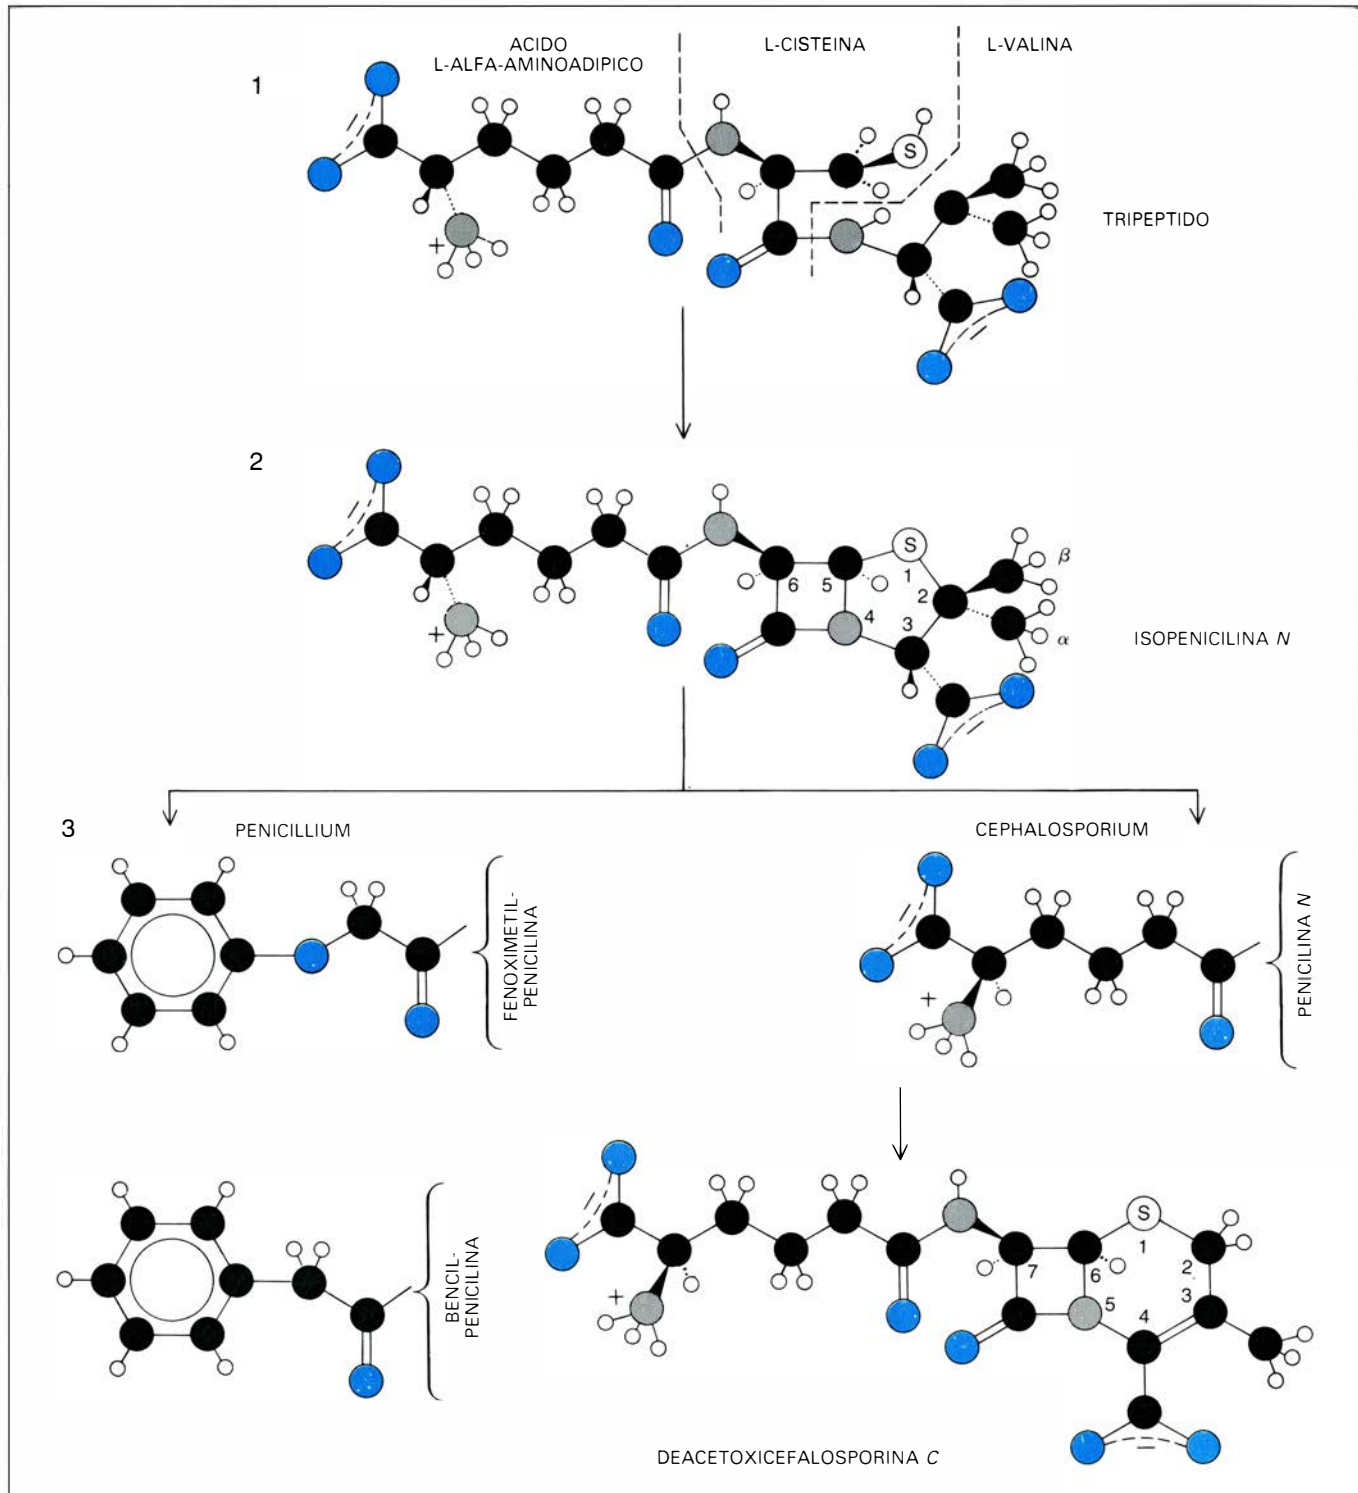 ACIDO
L-ALFA-AMINOADIPICO
L-CISTEINA
L-VALINA
1
S
+
TRIPEPTIDO
2
S
β
6
5
1
2
4
3
α
+
ISOPENICILINA N
3
PENICILLIUM
CEPHALOSPORIUM
FENOXIMETIL-
PENICILINA
+
PENICILINA N
BENCIL-
PENICILINA
S
1
2
7
6
5
3
4
+
DEACETOXICEFALOSPORINA C